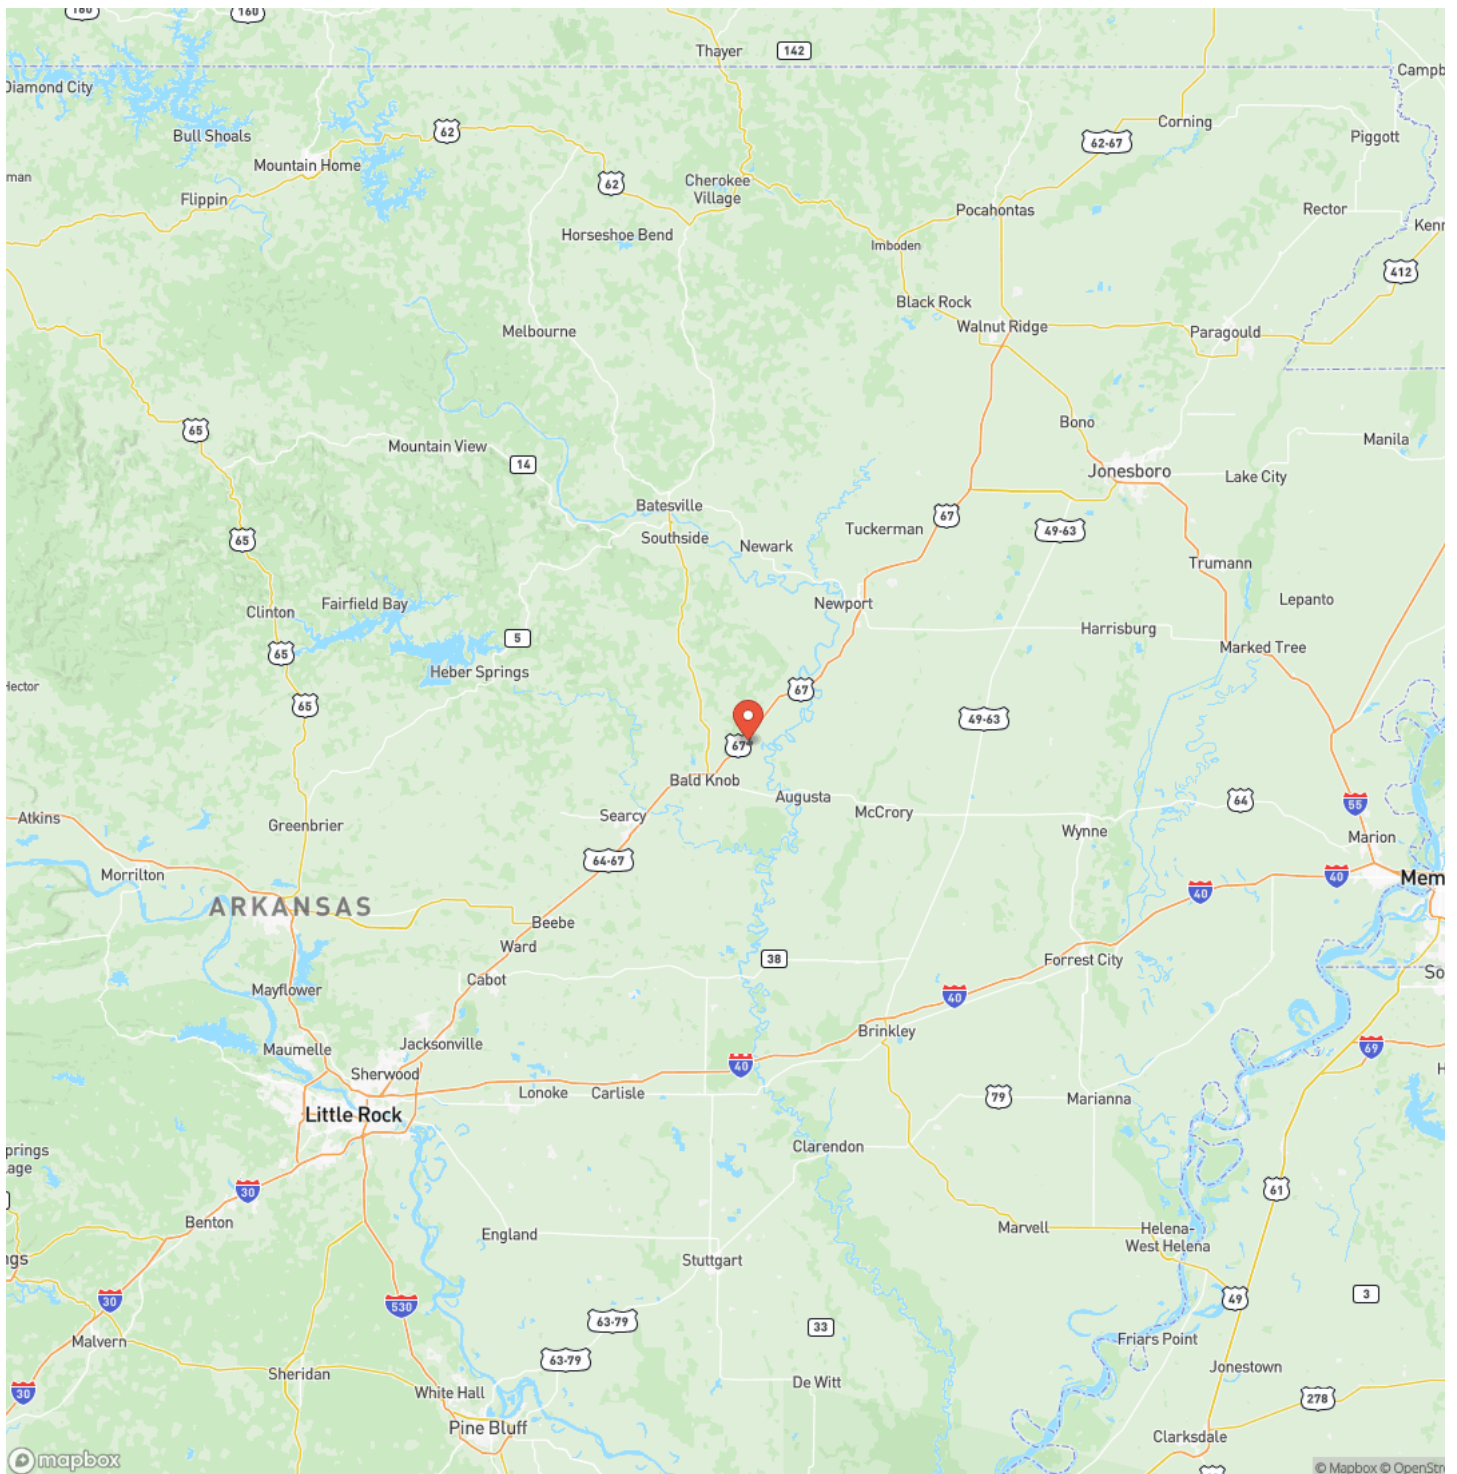 160
160
Thayer
142
Diamond City
Bull Shoals
62
Corning
62-67
Piggott
Mountain Home
62
Cherokee
Village
Flippin
Pocahontas
Rector
Horseshoe Bend
Imboden
412
Black Rock
Walnut Ridge
Paragould
Melbourne
65
Mountain View
14
Bono
Manila
Jonesboro
Lake City
Batesville
67
Tuckerman
49-63
65
Southside
Newark
Trumann
Clinton
Fairfield Bay
Newport
Lepanto
5
Harrisburg
65
Heber Springs
Marked Tree
Hector
67
65
49-63
67
Bald Knob
Augusta
64
55
Atkins
Greenbrier
Searcy
McCrory
Wynne
Marion
64-67
Morrilton
40
40
Mem
ARKANSAS
Beebe
Ward
38
Forrest City
So
Cabot
Mayflower
40
Brinkley
Maumelle
Jacksonville
40
69
Sherwood
Lonoke
Carlisle
79
Marianna
Little Rock
Clarendon
prings
age
30
61
Benton
England
Marvell
Helena-
West Helena
ngs
Stuttgart
30
530
49
3
63-79
33
Malvern
Friars Point
63-79
Jonestown
Sheridan
30
White Hall
De Witt
278
Pine Bluff
Clarksdale
mapbox
© Mapbox © OpenStre